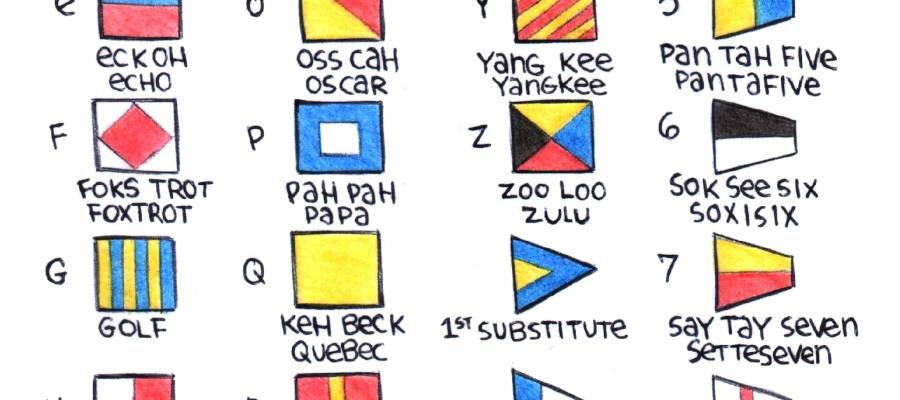 e
Y
5
eCKOH
eCHO
OSS CAH
OSCAR
YanG Kee
YanGKee
Pan TaH FIVe
PanTaFIVe
F
FOKS TROT
FOXTROT
P
PaH PaH
PaPa
Z
ZOO LOO
ZULU
6
SOK See SIX
SOXISIX
G
GOLF
Q
KeH BeCK
QUeBeC
1ST SUBSTITUTe
7
SaY TaY Seven
SeTTeSeven